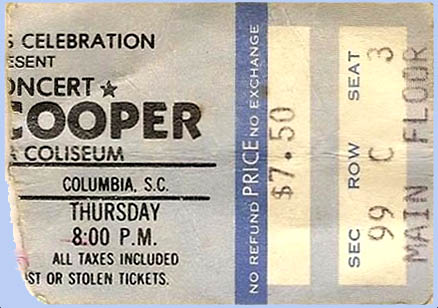 S CELEBRATION
ESENT
ONCERT ★
COOPER
A COLISEUM
COLUMBIA, S.C.
THURSDAY
8:00 P.M.
ALL TAXES INCLUDED
OST OR STOLEN TICKETS.
NO REFUND PRICE NO EXCHANGE
$7.50
SEC ROW SEAT
99 C 3
MAIN FLOOR